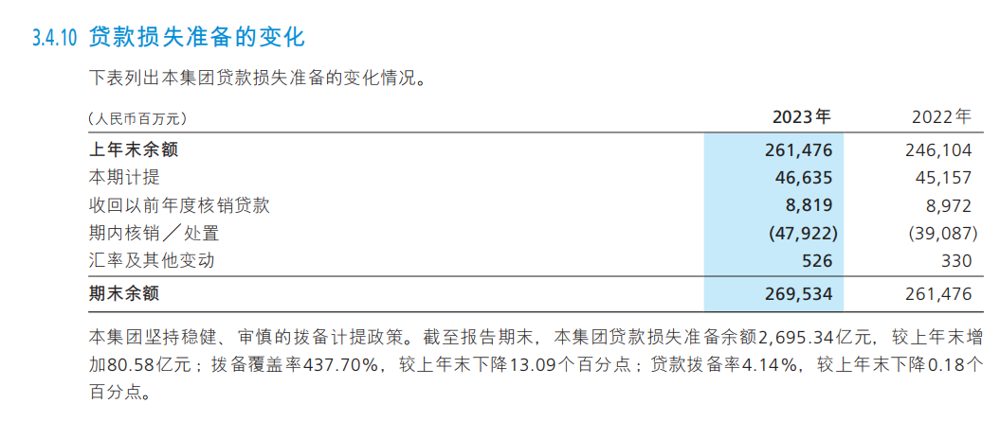 3.4.10 贷款损失准备的变化
下表列出本集团贷款损失准备的变化情况。
(人民币百万元) 2023年 2022年
上年末余额 261,476 246,104
本期计提 46,635 45,157
收回以前年度核销贷款 8,819 8,972
期内核销／处置 (47,922) (39,087)
汇率及其他变动 526 330
期末余额 269,534 261,476
本集团坚持稳健、审慎的拨备计提政策。截至报告期末，本集团贷款损失准备余额2,695.34亿元，较上年末增
加80.58亿元；拨备覆盖率437.70%，较上年末下降13.09个百分点；贷款拨备率4.14%，较上年末下降0.18个
百分点。